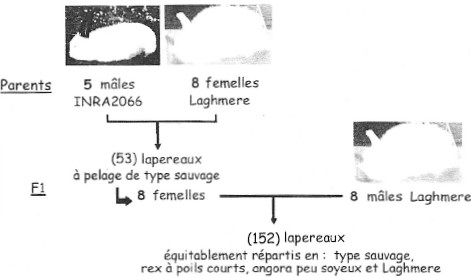 Parents
5 mâles
INRA2066
8 femelles
Laghmere
(53) lapereaux
à pelage de type sauvage
F1
8 femelles
8 mâles Laghmere
(152) lapereaux
équitablement répartis en : type sauvage,
rex à poils courts, angora peu soyeux et Laghmere